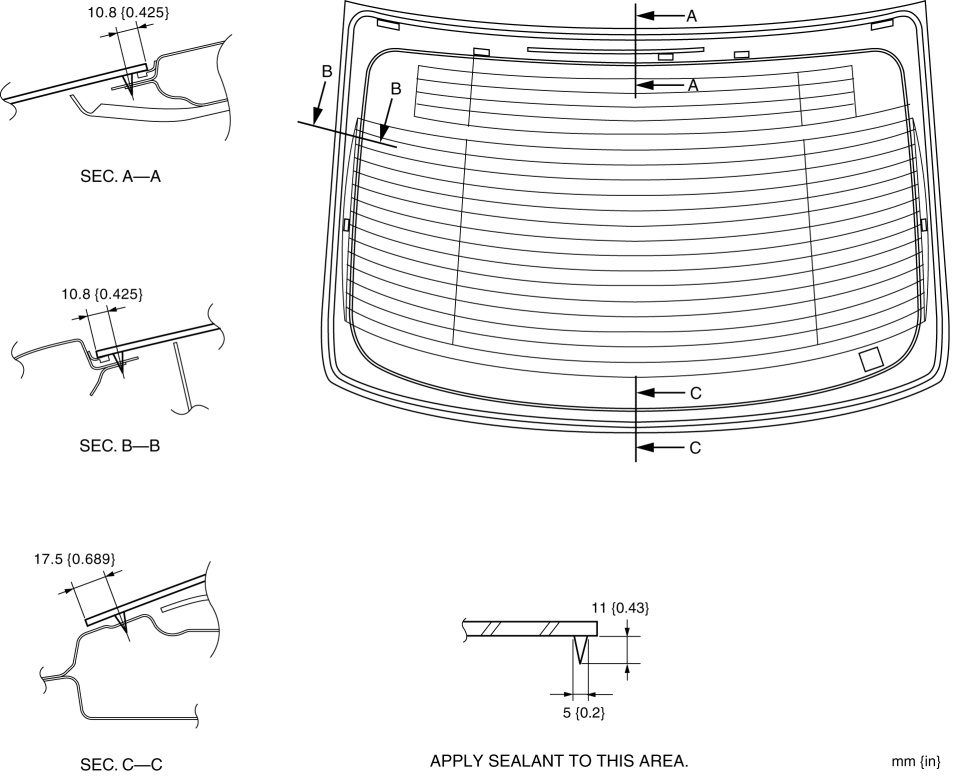 10.8 {0.425}
SEC. A—A
A
A
B
B
10.8 {0.425}
SEC. B—B
C
C
17.5 {0.689}
SEC. C—C
11 {0.43}
5 {0.2}
APPLY SEALANT TO THIS AREA.
mm {in}